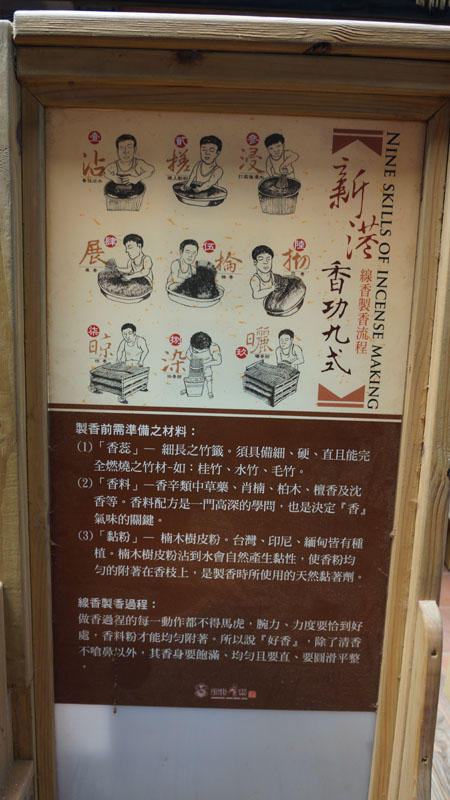 新港
香功九式
線香製香流程
NINE SKILLS OF INCENSE MAKING
壹
沾
貳
搓
參
浸
肆
展
伍
掄
陸
拋
柒
晾
捌
染
玖
曬
製香前需準備之材料：
(1)「香蕊」— 細長之竹籤。須具備細、硬、直且能完
全燃燒之竹材-如：桂竹、水竹、毛竹。
(2)「香料」—香辛類中草藥、肖楠、柏木、檀香及沈
香等。香料配方是一門高深的學問，也是決定『香』
氣味的關鍵。
(3)「黏粉」— 楠木樹皮粉。台灣、印尼、緬甸皆有種
植。楠木樹皮粉沾到水會自然產生黏性，使香粉均
勻的附著在香枝上，是製香時所使用的天然黏著劑。
線香製香過程：
做香過程的每一動作都不得馬虎，腕力、力度要恰到好
處，香料粉才能均勻附著。所以說『好香』，除了清香
不嗆鼻以外，其香身要飽滿、均勻且要直、要圓滑平整
。